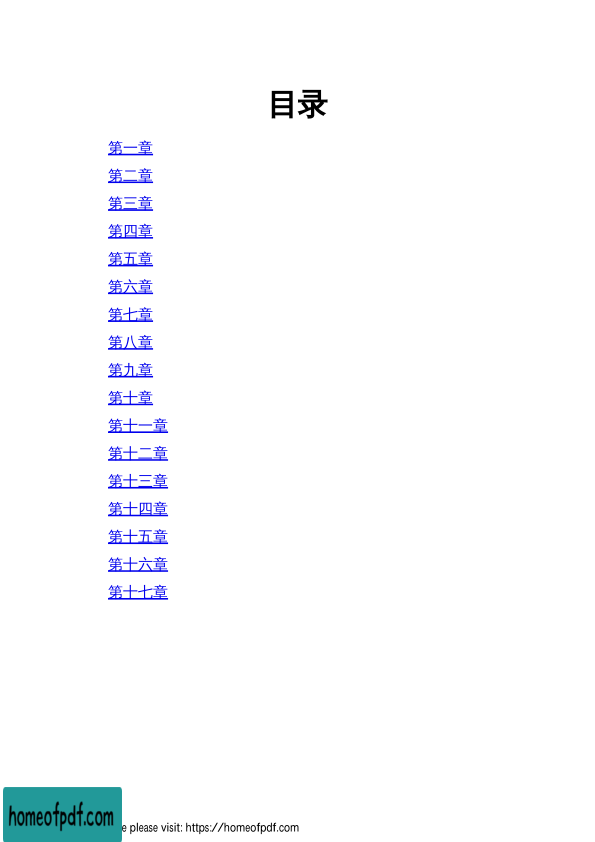 目录
第一章
第二章
第三章
第四章
第五章
第六章
第七章
第八章
第九章
第十章
第十一章
第十二章
第十三章
第十四章
第十五章
第十六章
第十七章
homeofpdf.com
please visit: https://homeofpdf.com